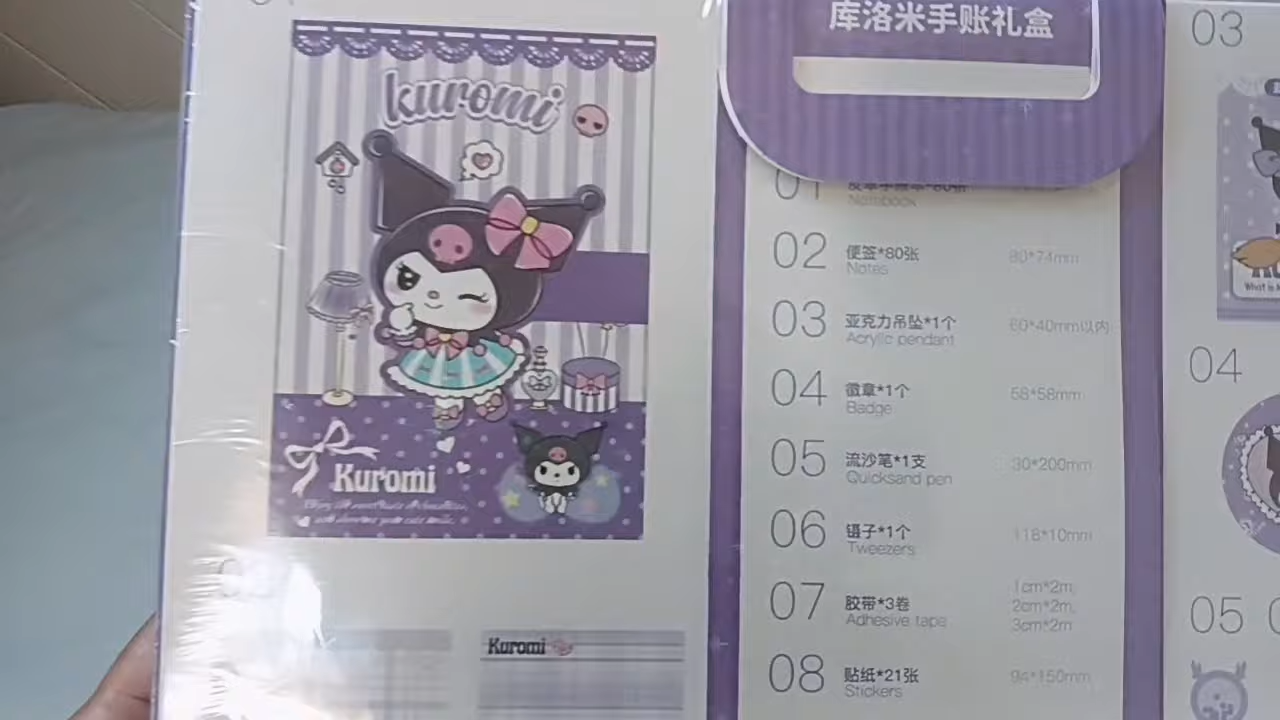 kuromi
Kuromi
Kuromi
库洛米手账礼盒
01
Notebook
02 便签*80张 80*74mm
Notes
03 亚克力吊坠*1个 60*40mm以内
Acrylic pendant
04 徽章*1个 58*58mm
Badge
05 流沙笔*1支 30*200mm
Quicksand pen
06 镊子*1个 118*10mm
Tweezers
07 胶带*3卷 1cm*2m,
2cm*2m,
Adhesive tape 3cm*2m
08 贴纸*21张 94*150mm
Stickers
03
What is
04
05